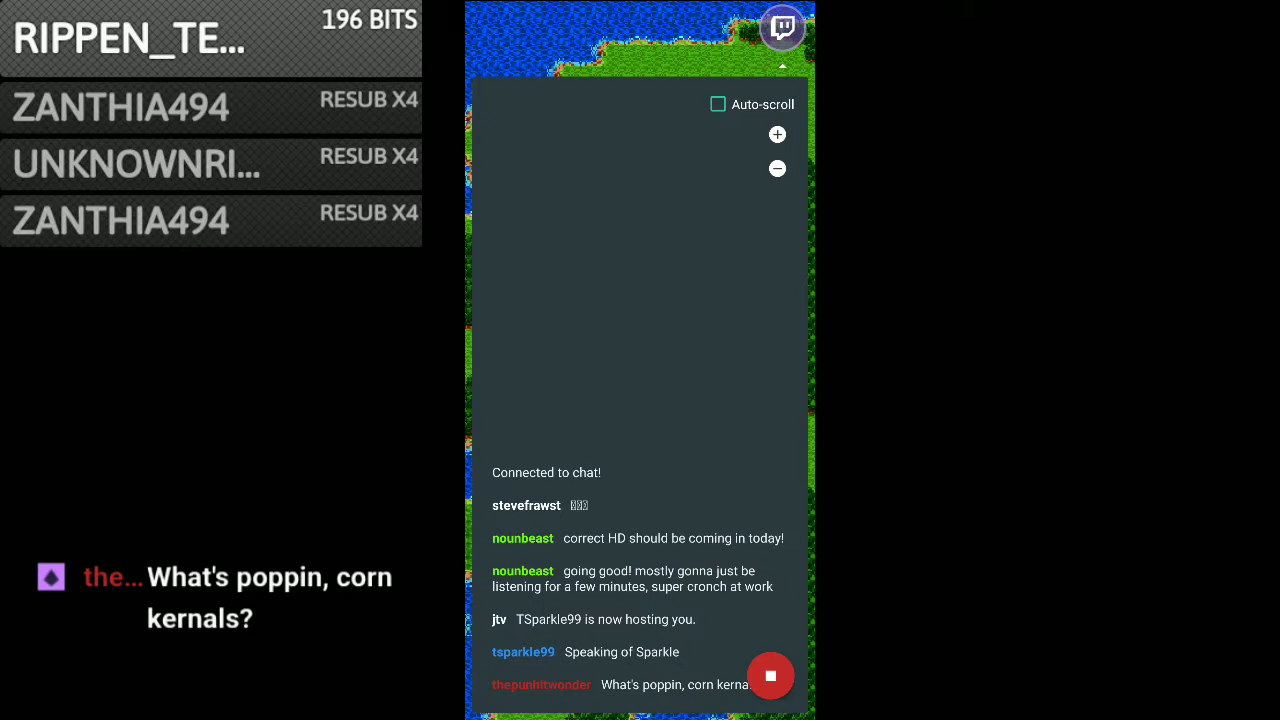 RIPPEN_TE...
196 BITS
ZANTHIA494
RESUB X4
UNKNOWNRI...
RESUB X4
ZANTHIA494
RESUB X4
Auto-scroll
Connected to chat!
stevefrawst
nounbeast correct HD should be coming in today!
nounbeast going good! mostly gonna just be
listening for a few minutes, super cronch at work
jtv TSparkle99 is now hosting you.
tsparkle99 Speaking of Sparkle
thepunhitwonder What's poppin, corn
the... What's poppin, corn
kernals?